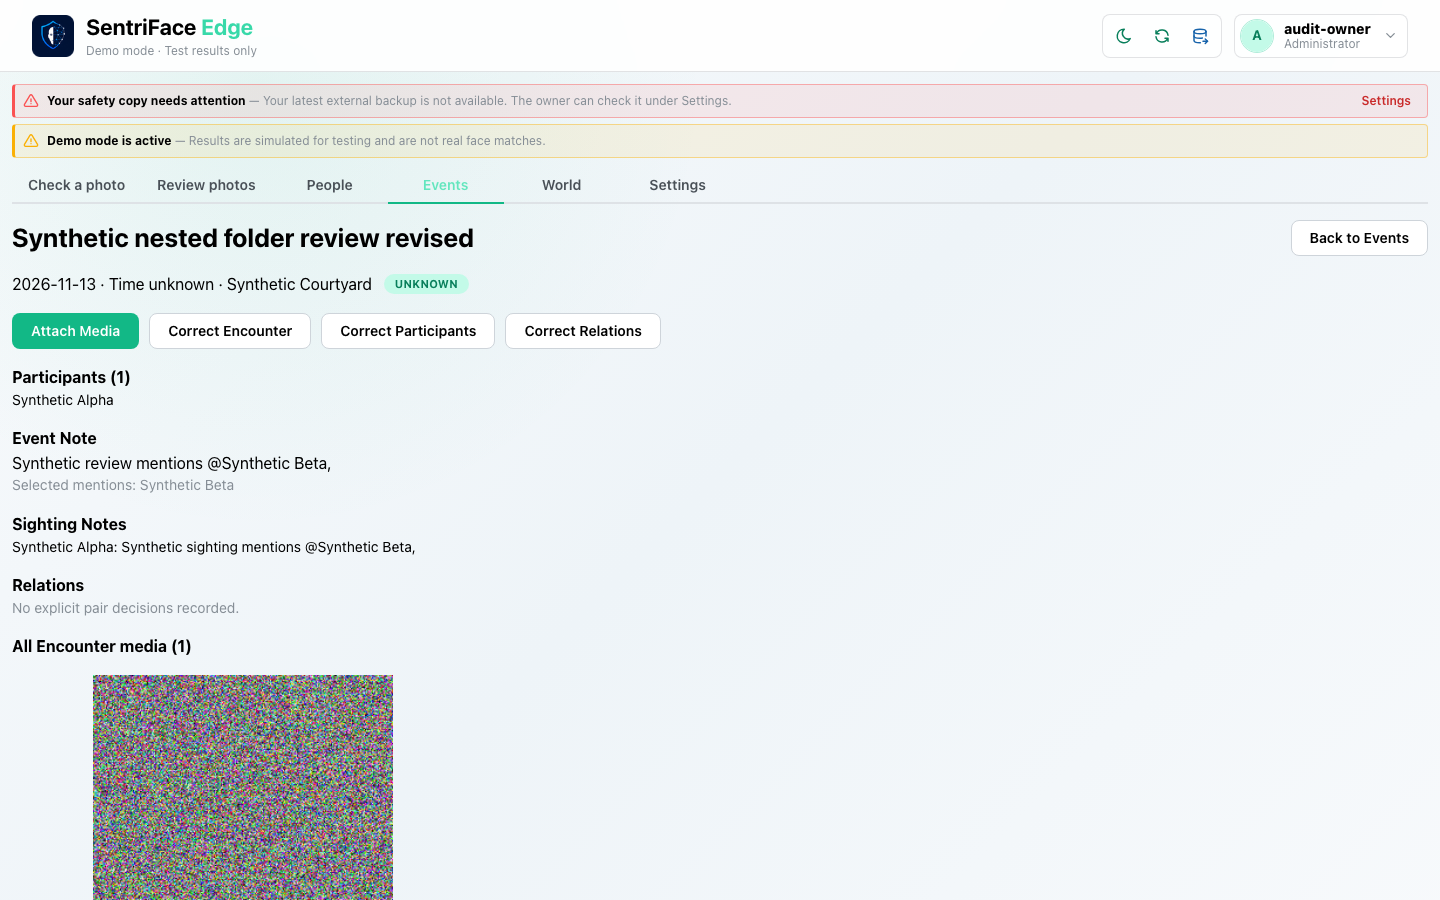 SentriFace Edge
Demo mode · Test results only
A
audit-owner
Administrator
Your safety copy needs attention — Your latest external backup is not available. The owner can check it under Settings.
Settings
Demo mode is active — Results are simulated for testing and are not real face matches.
Check a photo
Review photos
People
Events
World
Settings
Synthetic nested folder review revised
Back to Events
2026-11-13 · Time unknown · Synthetic Courtyard
UNKNOWN
Attach Media
Correct Encounter
Correct Participants
Correct Relations
Participants (1)
Synthetic Alpha
Event Note
Synthetic review mentions @Synthetic Beta,
Selected mentions: Synthetic Beta
Sighting Notes
Synthetic Alpha: Synthetic sighting mentions @Synthetic Beta,
Relations
No explicit pair decisions recorded.
All Encounter media (1)